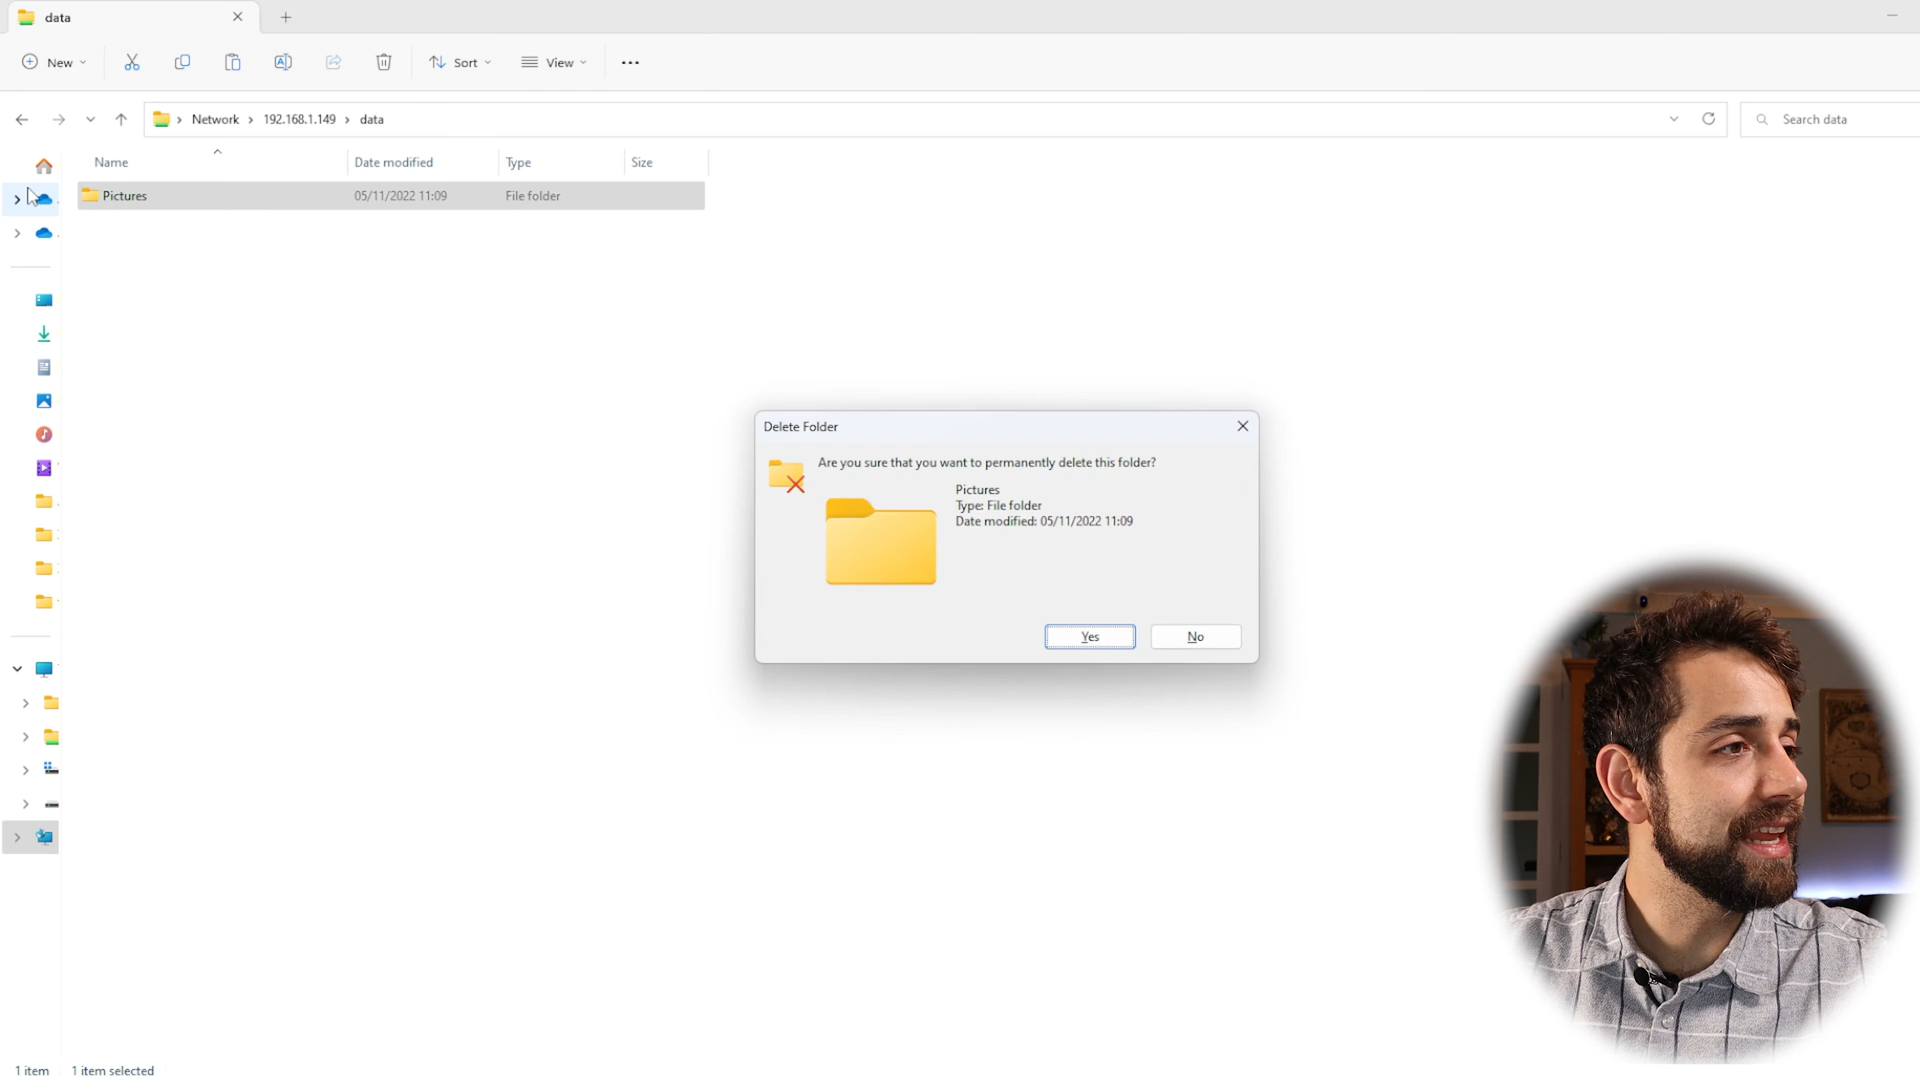 data
New
Sort
View
Network
192.168.1.149
data
Search data
Name
Date modified
Type
Size
Pictures
05/11/2022 11:09
File folder
Delete Folder
Are you sure that you want to permanently delete this folder?
Pictures
Type: File folder
Date modified: 05/11/2022 11:09
Yes
No
1 item
1 item selected